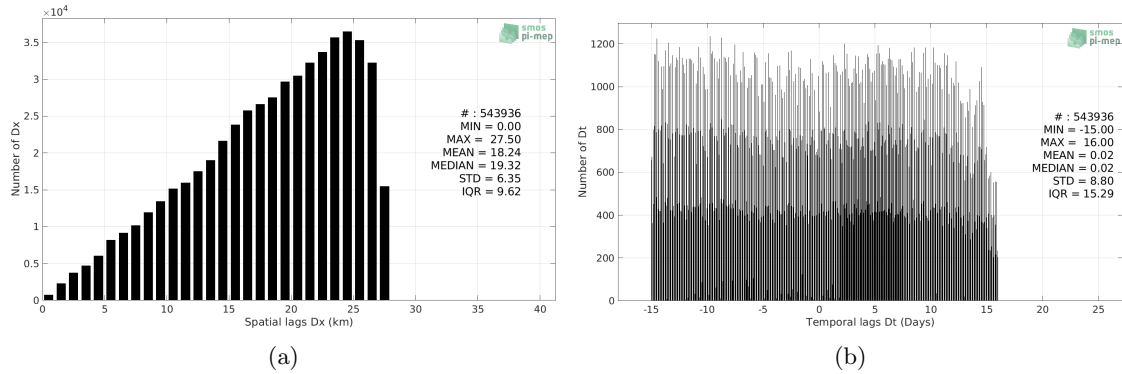 ×10⁴
3.5
3
2.5
2
1.5
1
0.5
0
Number of Dx
0 5 10 15 20 25 30 35 40
Spatial lags Dx (km)
smos
pi-mep
# : 543936
MIN = 0.00
MAX = 27.50
MEAN = 18.24
MEDIAN = 19.32
STD = 6.35
IQR = 9.62
(a)
1200
1000
800
600
400
200
0
Number of Dt
-15 -10 -5 0 5 10 15 20 25
Temporal lags Dt (Days)
smos
pi-mep
# : 543936
MIN = -15.00
MAX = 16.00
MEAN = 0.02
MEDIAN = 0.02
STD = 8.80
IQR = 15.29
(b)